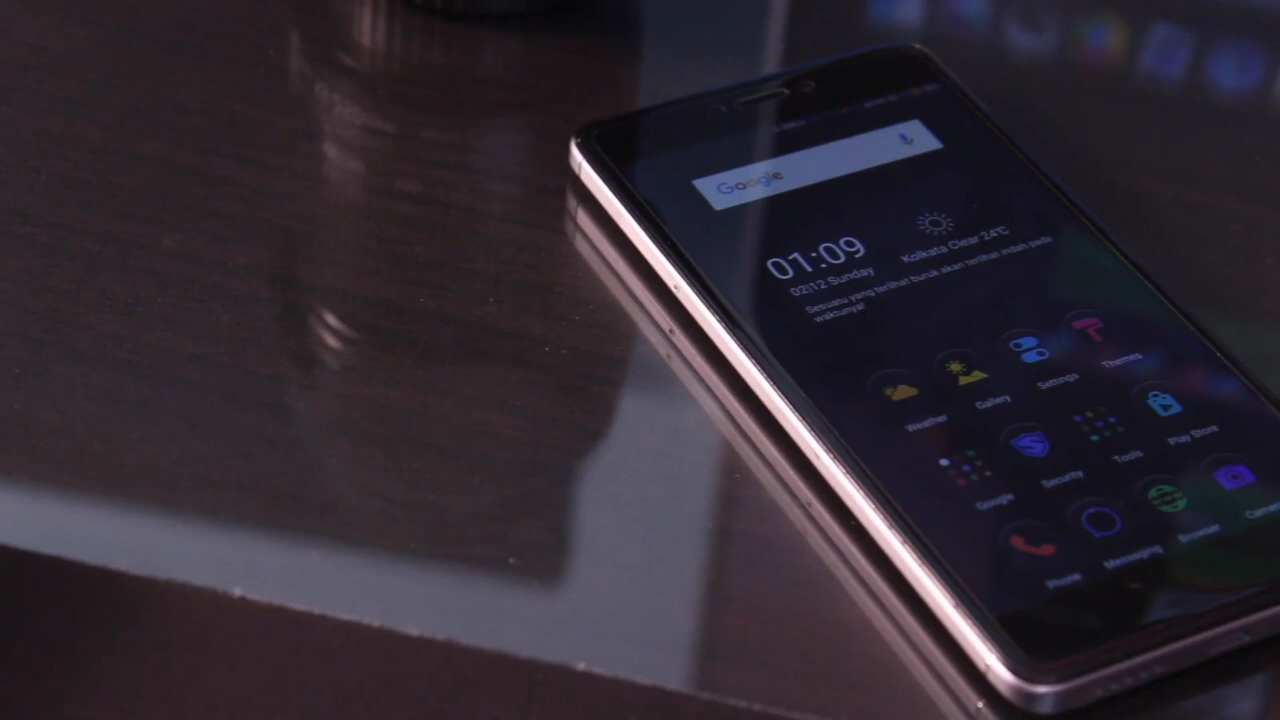 Google
01:09
Kolkata Clear 24°C
02|12 Sunday
Sesuatu yang terlihat buruk akan terlihat indah pada
waktunya!
Weather Gallery Settings Themes
Google Security Tools Play Store
Phone Messaging Browser